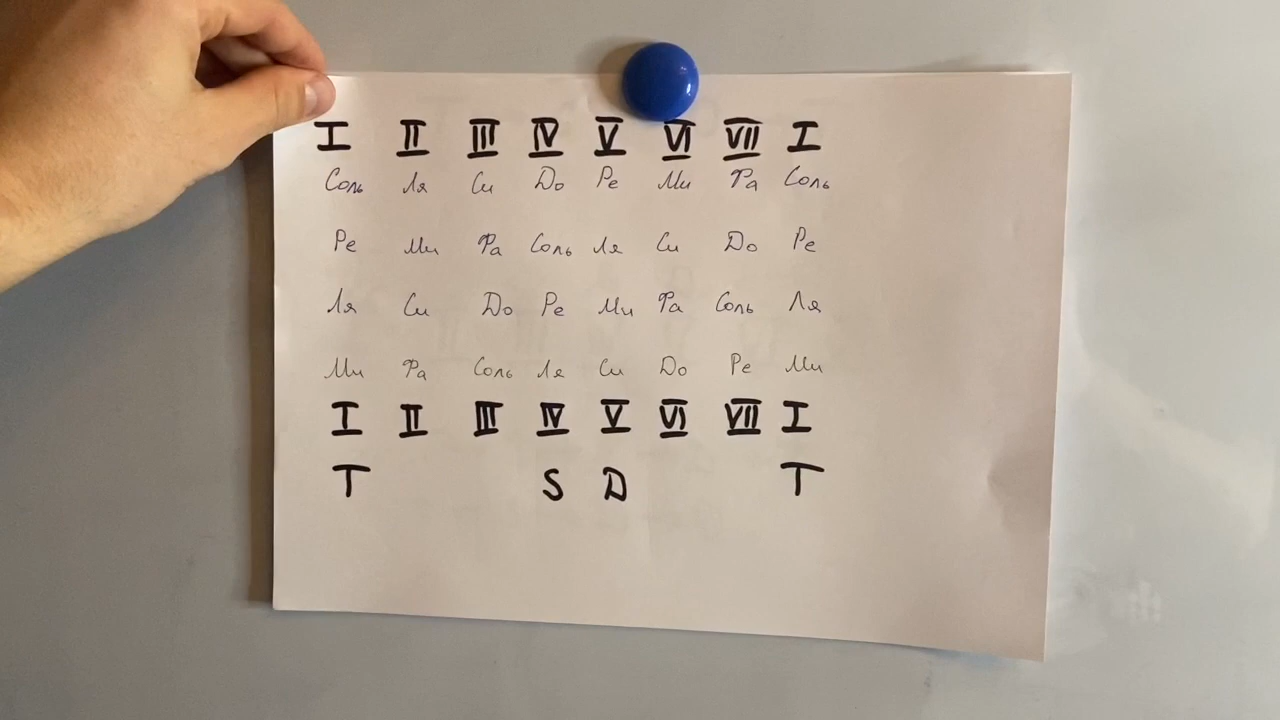 I II III IV V VI VII I
Соль Ля Си До Ре Ми Фа Соль
Ре Ми Фа Соль Ля Си До Ре
Ля Си До Ре Ми Фа Соль Ля
Ми Фа Соль Ля Си До Ре Ми
I II III IV V VI VII I
T S D T